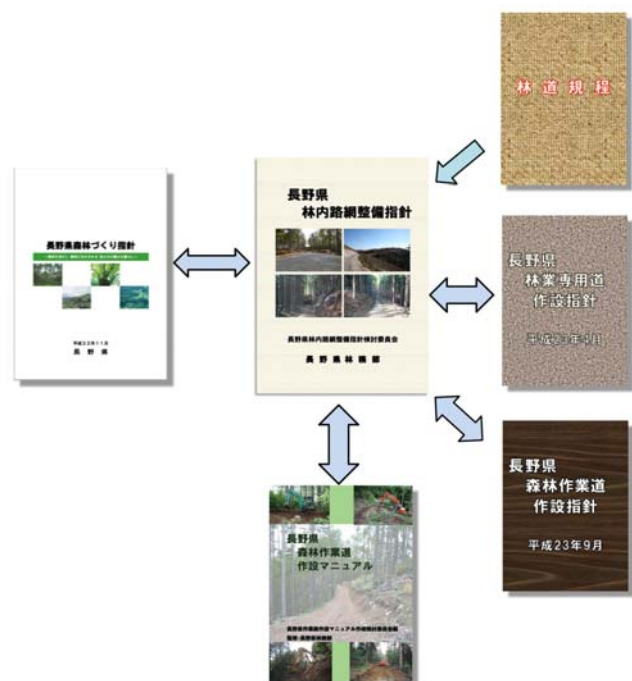 林道規程
長野県
林内路網整備指針
長野県林内路網整備指針検討委員会
長野県林務部
長野県森林づくり指針
平成22年11月
長野県
長野県
林業専用道
作設指針
平成23年4月
長野県
森林作業道
作設指針
平成23年9月
長野県
森林作業道
作設マニュアル